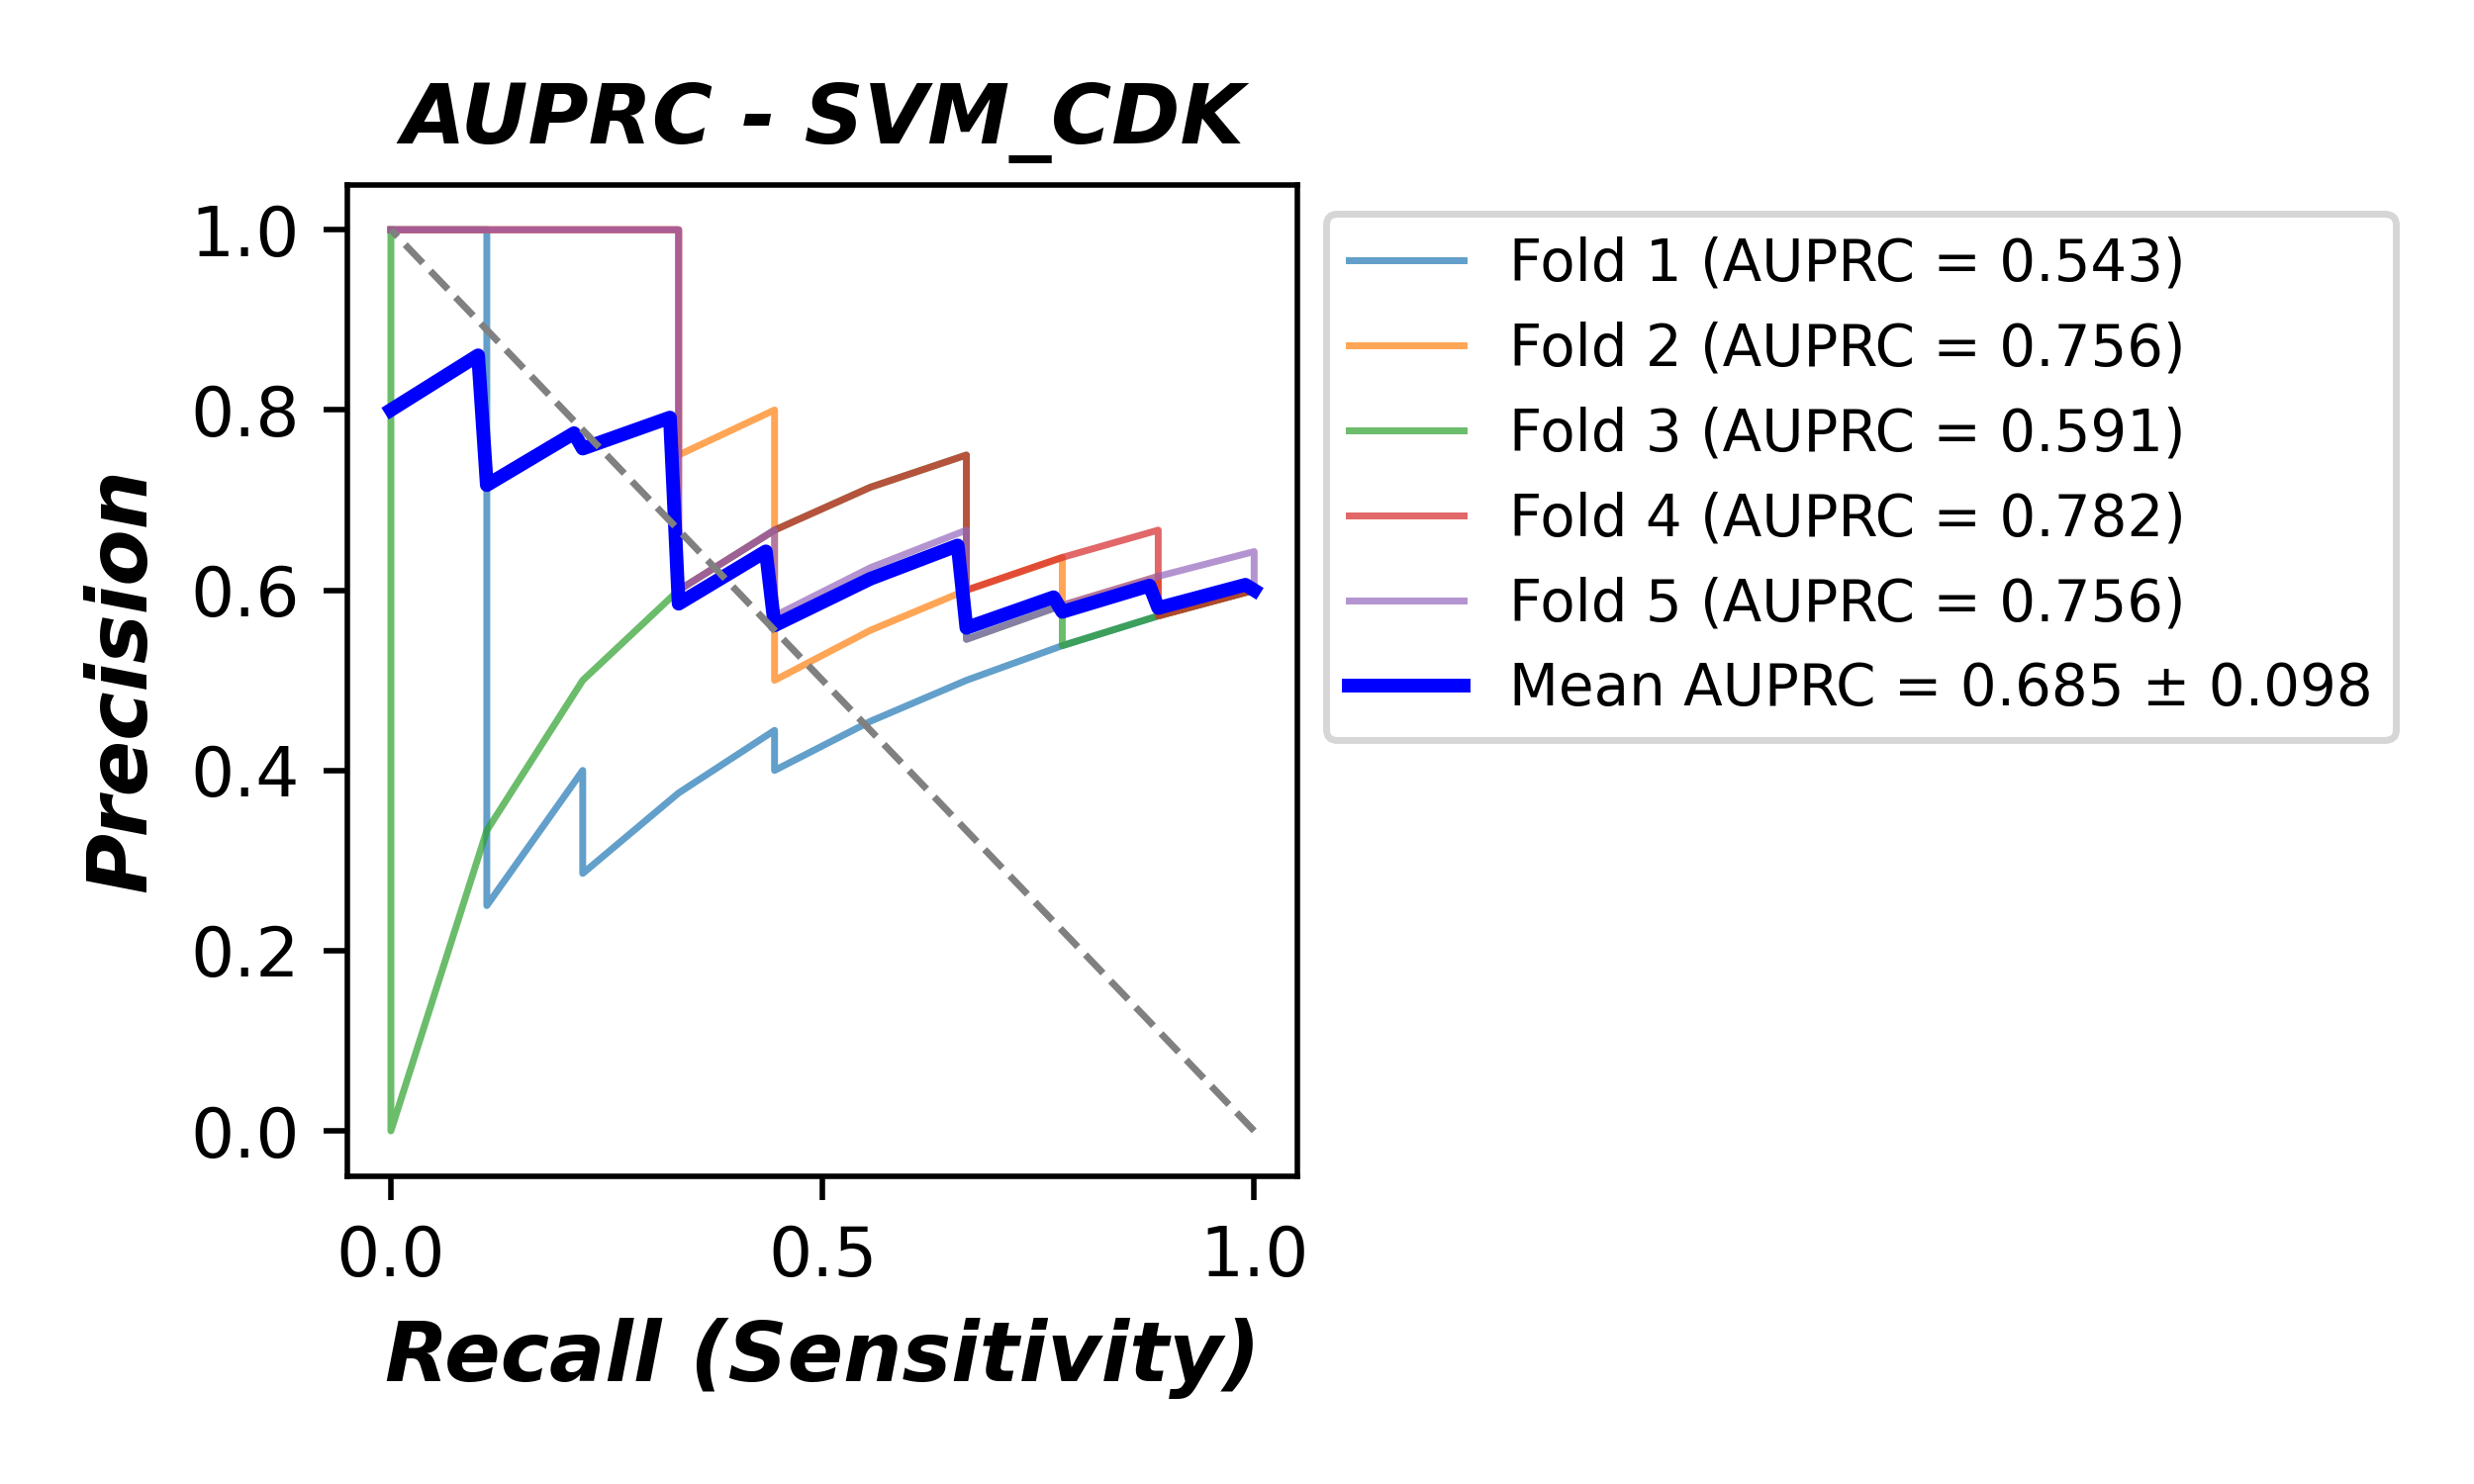 AUPRC - SVM_CDK
Precision
1.0
0.8
0.6
0.4
0.2
0.0
0.0 0.5 1.0
Recall (Sensitivity)
Fold 1 (AUPRC = 0.543)
Fold 2 (AUPRC = 0.756)
Fold 3 (AUPRC = 0.591)
Fold 4 (AUPRC = 0.782)
Fold 5 (AUPRC = 0.756)
Mean AUPRC = 0.685 ± 0.098